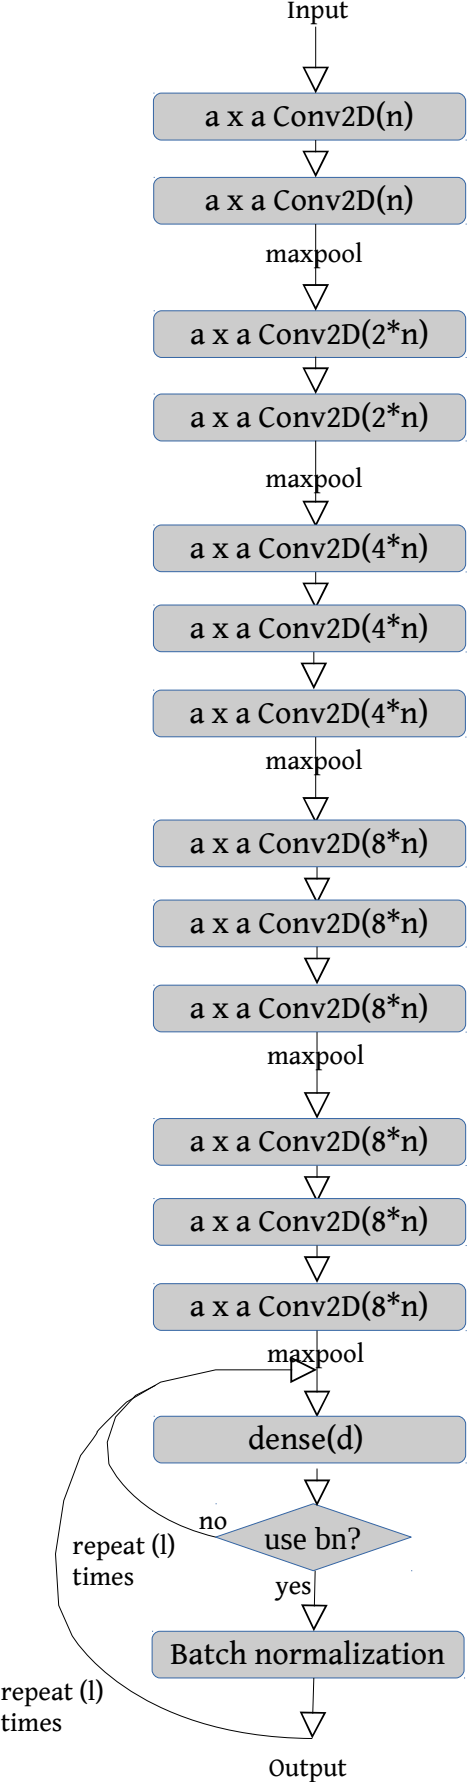 Input
a x a Conv2D(n)
a x a Conv2D(n)
maxpool
a x a Conv2D(2*n)
a x a Conv2D(2*n)
maxpool
a x a Conv2D(4*n)
a x a Conv2D(4*n)
a x a Conv2D(4*n)
maxpool
a x a Conv2D(8*n)
a x a Conv2D(8*n)
a x a Conv2D(8*n)
maxpool
a x a Conv2D(8*n)
a x a Conv2D(8*n)
a x a Conv2D(8*n)
maxpool
dense(d)
no
use bn?
repeat (l)
times
yes
Batch normalization
repeat (l)
times
Output